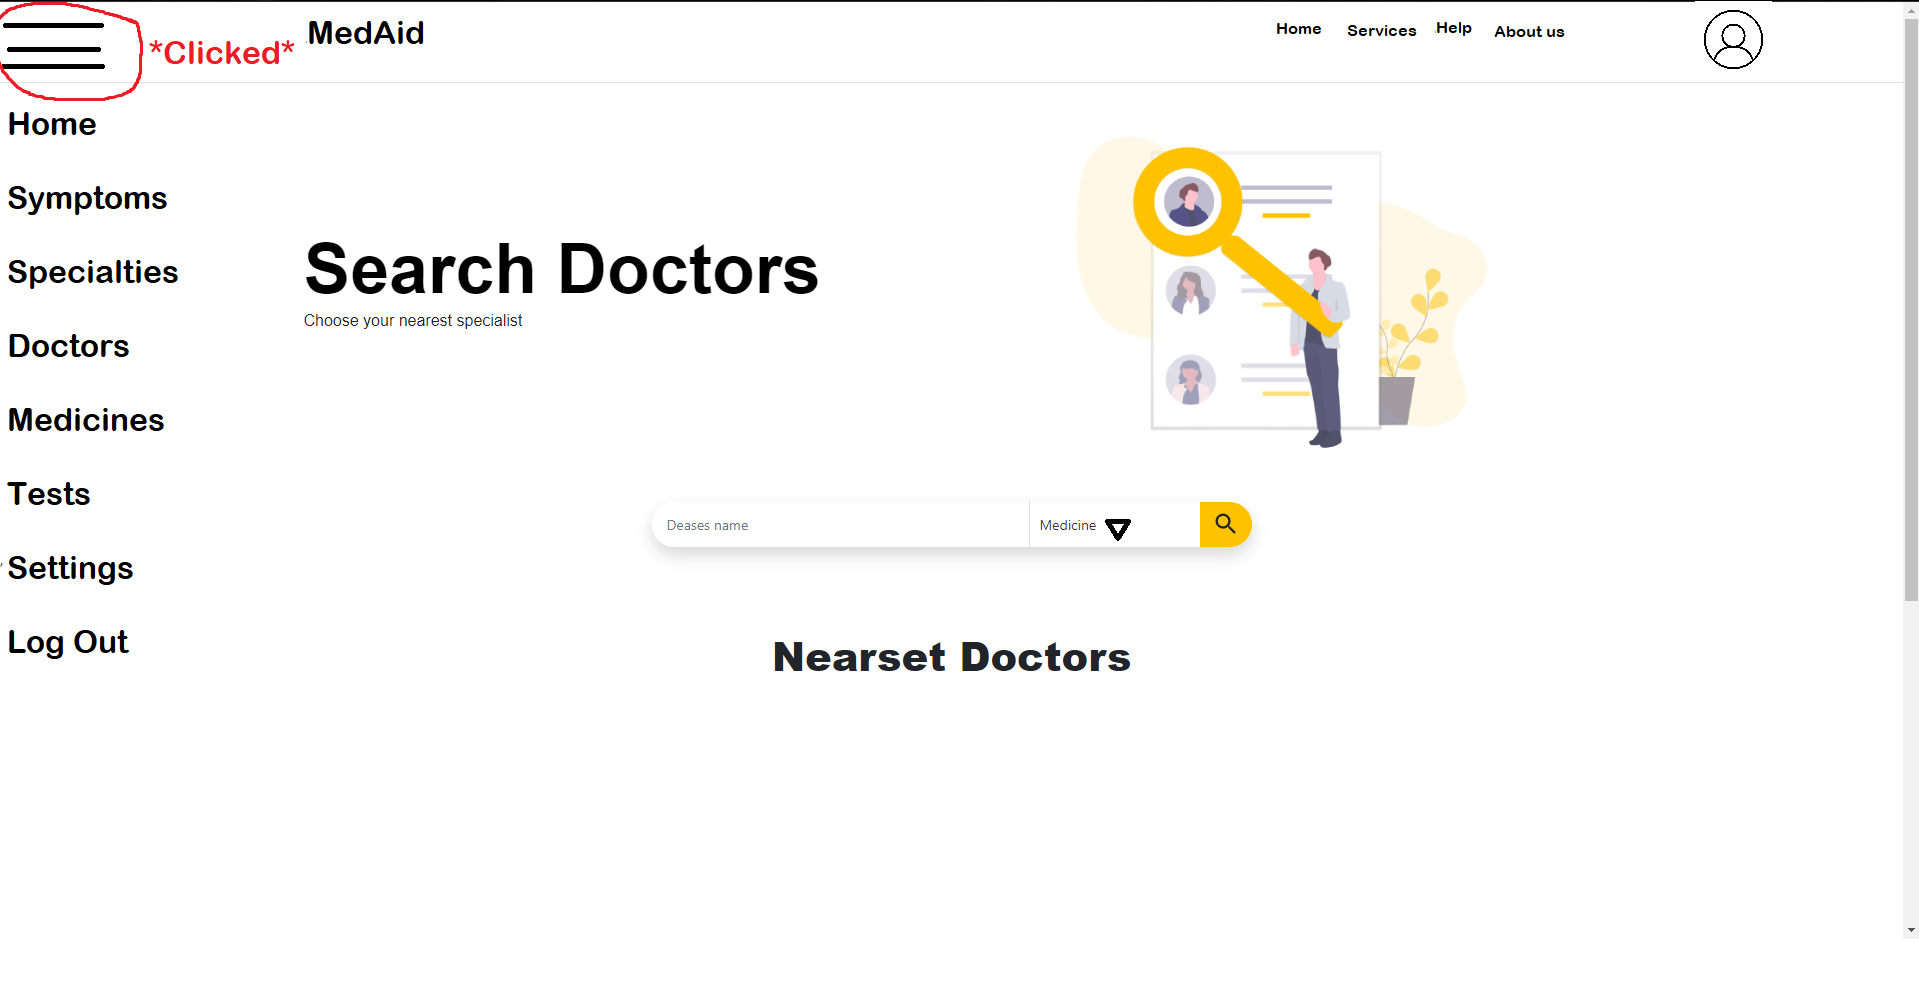 *Clicked* MedAid Home Services Help About us
Home
Symptoms
Specialties
Search Doctors
Choose your nearest specialist
Doctors
Medicines
Tests
Deases name Medicine
Settings
Log Out
Nearset Doctors